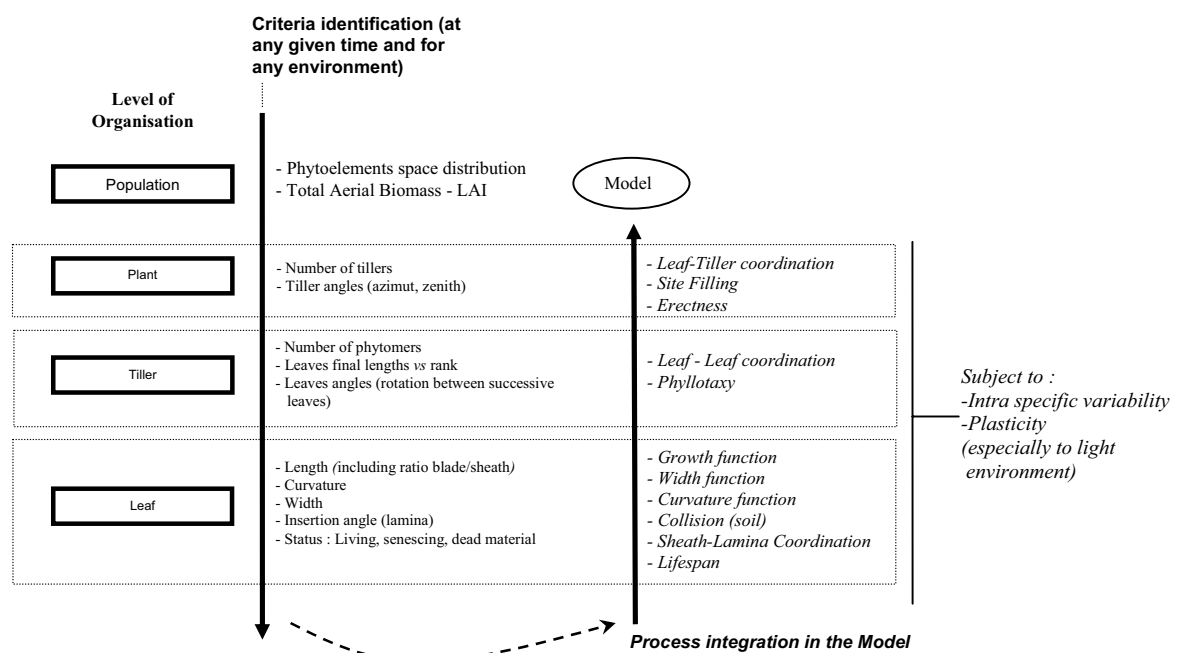 Criteria identification (at
any given time and for
any environment)
Level of
Organisation
Population
- Phytoelements space distribution
- Total Aerial Biomass - LAI
Model
Plant
- Number of tillers
- Tiller angles (azimut, zenith)
- Leaf-Tiller coordination
- Site Filling
- Erectness
Tiller
- Number of phytomers
- Leaves final lengths vs rank
- Leaves angles (rotation between successive
leaves)
- Leaf - Leaf coordination
- Phyllotaxy
Leaf
- Length (including ratio blade/sheath)
- Curvature
- Width
- Insertion angle (lamina)
- Status : Living, senescing, dead material
- Growth function
- Width function
- Curvature function
- Collision (soil)
- Sheath-Lamina Coordination
- Lifespan
Subject to :
-Intra specific variability
-Plasticity
(especially to light
environment)
Process integration in the Model